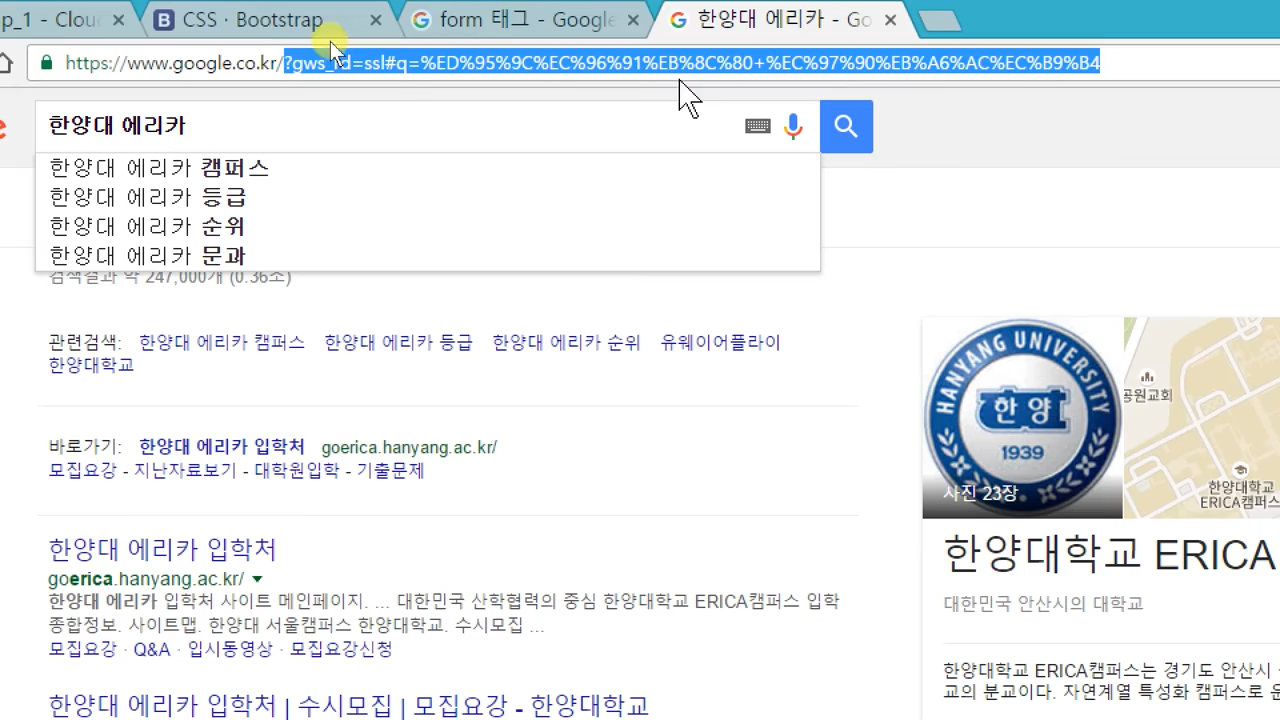 p_1 - Clou
CSS · Bootstrap
form 태그 - Google
한양대 에리카 - Go
https://www.google.co.kr/?gws_rd=ssl#q=%ED%95%9C%EC%96%91%EB%8C%80+%EC%97%90%EB%A6%AC%EC%B9%B4
한양대 에리카
한양대 에리카 캠퍼스
한양대 에리카 등급
한양대 에리카 순위
한양대 에리카 문과
검색결과 약 247,000개 (0.36초)
관련검색: 한양대 에리카 캠퍼스 한양대 에리카 등급 한양대 에리카 순위 유웨이어플라이
한양대학교
바로가기: 한양대 에리카 입학처 goerica.hanyang.ac.kr/
모집요강 - 지난자료보기 - 대학원입학 - 기출문제
한양대 에리카 입학처
goerica.hanyang.ac.kr/
한양대 에리카 입학처 사이트 메인페이지. ... 대한민국 산학협력의 중심 한양대학교 ERICA캠퍼스 입학
종합정보. 사이트맵. 한양대 서울캠퍼스 한양대학교. 수시모집 ...
모집요강 · Q&A · 입시동영상 · 모집요강신청
한양대 에리카 입학처 | 수시모집 | 모집요강 - 한양대학교
HANYANG UNIVERSITY
한양
1939
사진 23장
공원교회
한양대학교
ERICA캠퍼스
한양대학교 ERICA
대한민국 안산시의 대학교
한양대학교 ERICA캠퍼스는 경기도 안산시
교의 분교이다. 자연계열 특성화 캠퍼스로 운